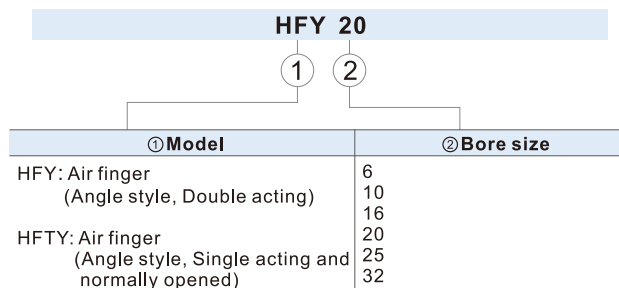 HFY 20
1 2
①Model ②Bore size
HFY: Air finger
(Angle style, Double acting)
HFTY: Air finger
(Angle style, Single acting and
normally opened)
6
10
16
20
25
32